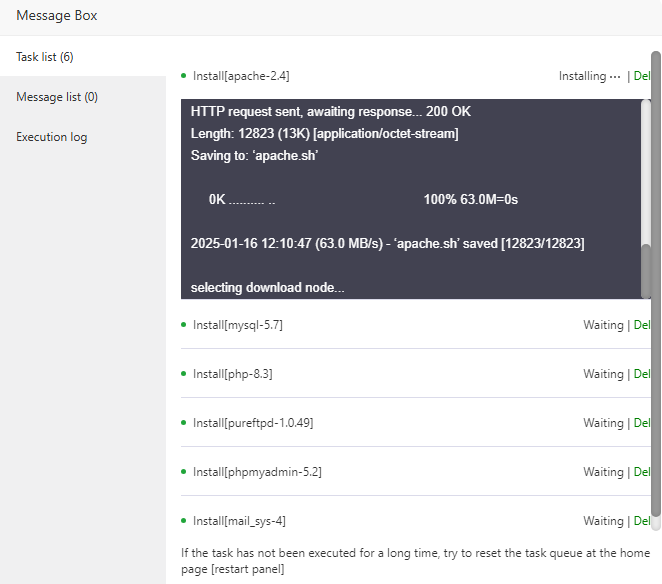 Message Box
Task list (6)
Message list (0)
Execution log
Install[apache-2.4] Installing ··· | Del
HTTP request sent, awaiting response... 200 OK
Length: 12823 (13K) [application/octet-stream]
Saving to: ‘apache.sh’
0K .......... .. 100% 63.0M=0s
2025-01-16 12:10:47 (63.0 MB/s) - ‘apache.sh’ saved [12823/12823]
selecting download node...
Install[mysql-5.7] Waiting | Del
Install[php-8.3] Waiting | Del
Install[pureftpd-1.0.49] Waiting | Del
Install[phpmyadmin-5.2] Waiting | Del
Install[mail_sys-4] Waiting | Del
If the task has not been executed for a long time, try to reset the task queue at the home
page [restart panel]